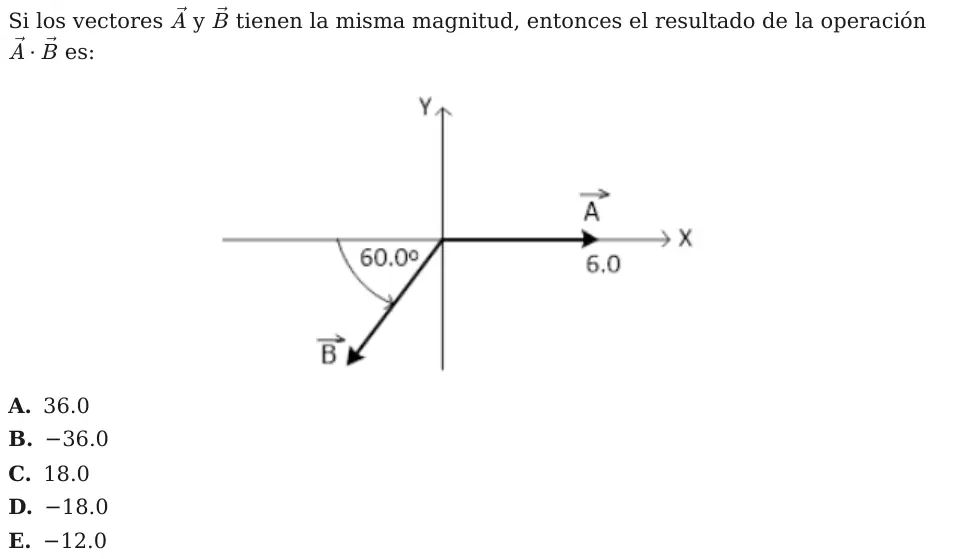 Si los vectores \vec{A} y \vec{B} tienen la misma magnitud, entonces el resultado de la operación
\vec{A} · \vec{B} es:
Y
\vec{A}
X
60.0º
6.0
\vec{B}
A. 36.0
B. −36.0
C. 18.0
D. −18.0
E. −12.0